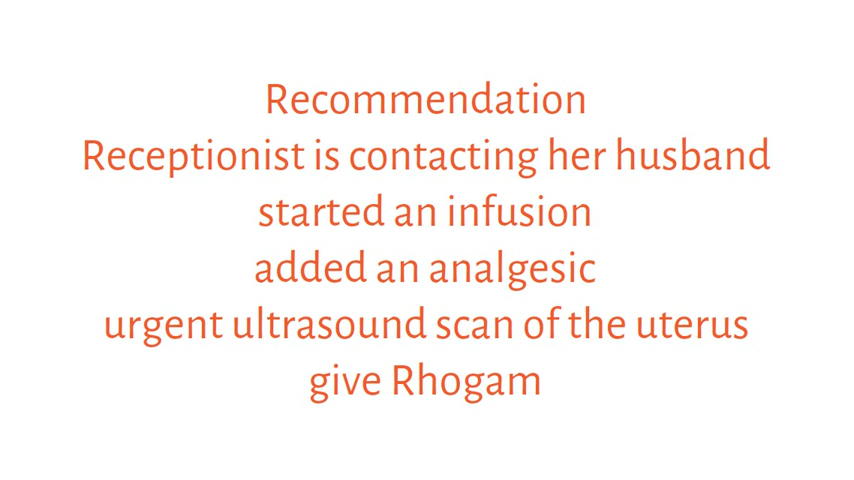 Recommendation
Receptionist is contacting her husband
started an infusion
added an analgesic
urgent ultrasound scan of the uterus
give Rhogam